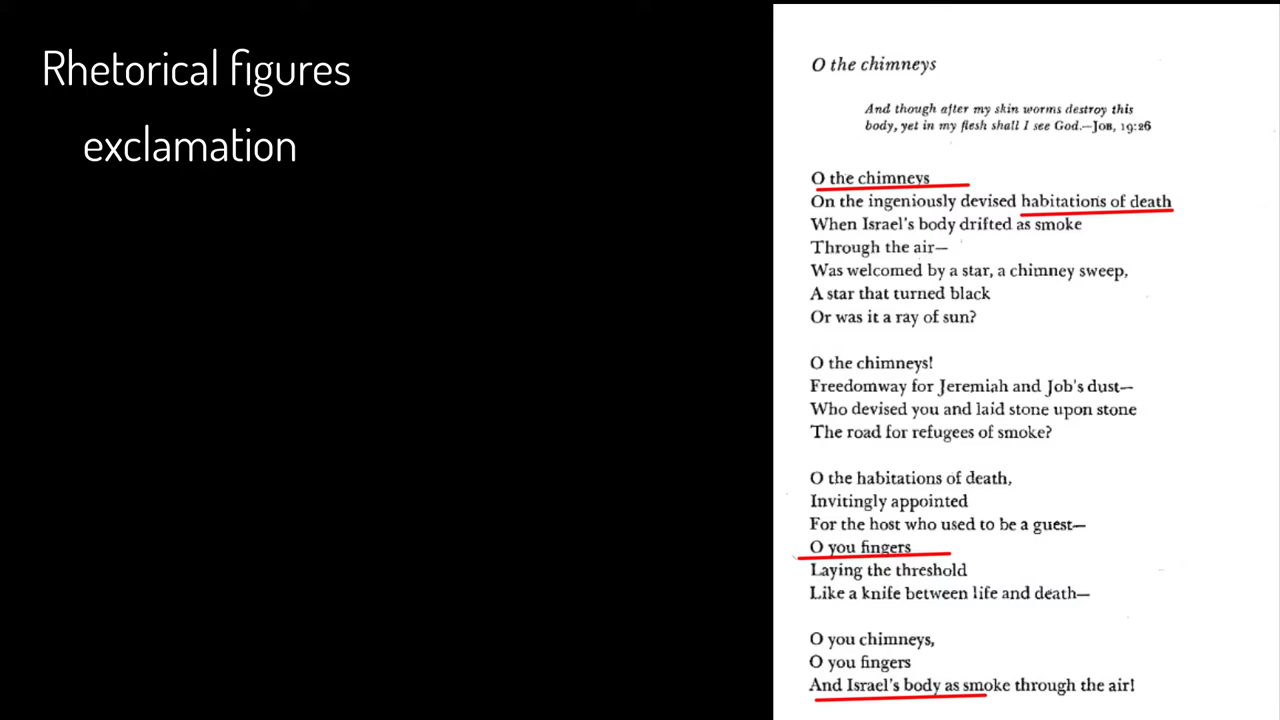 Rhetorical figures
exclamation
O the chimneys
And though after my skin worms destroy this
body, yet in my flesh shall I see God.—JOB, 19:26
O the chimneys
On the ingeniously devised habitations of death
When Israel's body drifted as smoke
Through the air—
Was welcomed by a star, a chimney sweep,
A star that turned black
Or was it a ray of sun?
O the chimneys!
Freedomway for Jeremiah and Job's dust—
Who devised you and laid stone upon stone
The road for refugees of smoke?
O the habitations of death,
Invitingly appointed
For the host who used to be a guest—
O you fingers
Laying the threshold
Like a knife between life and death—
O you chimneys,
O you fingers
And Israel's body as smoke through the air!